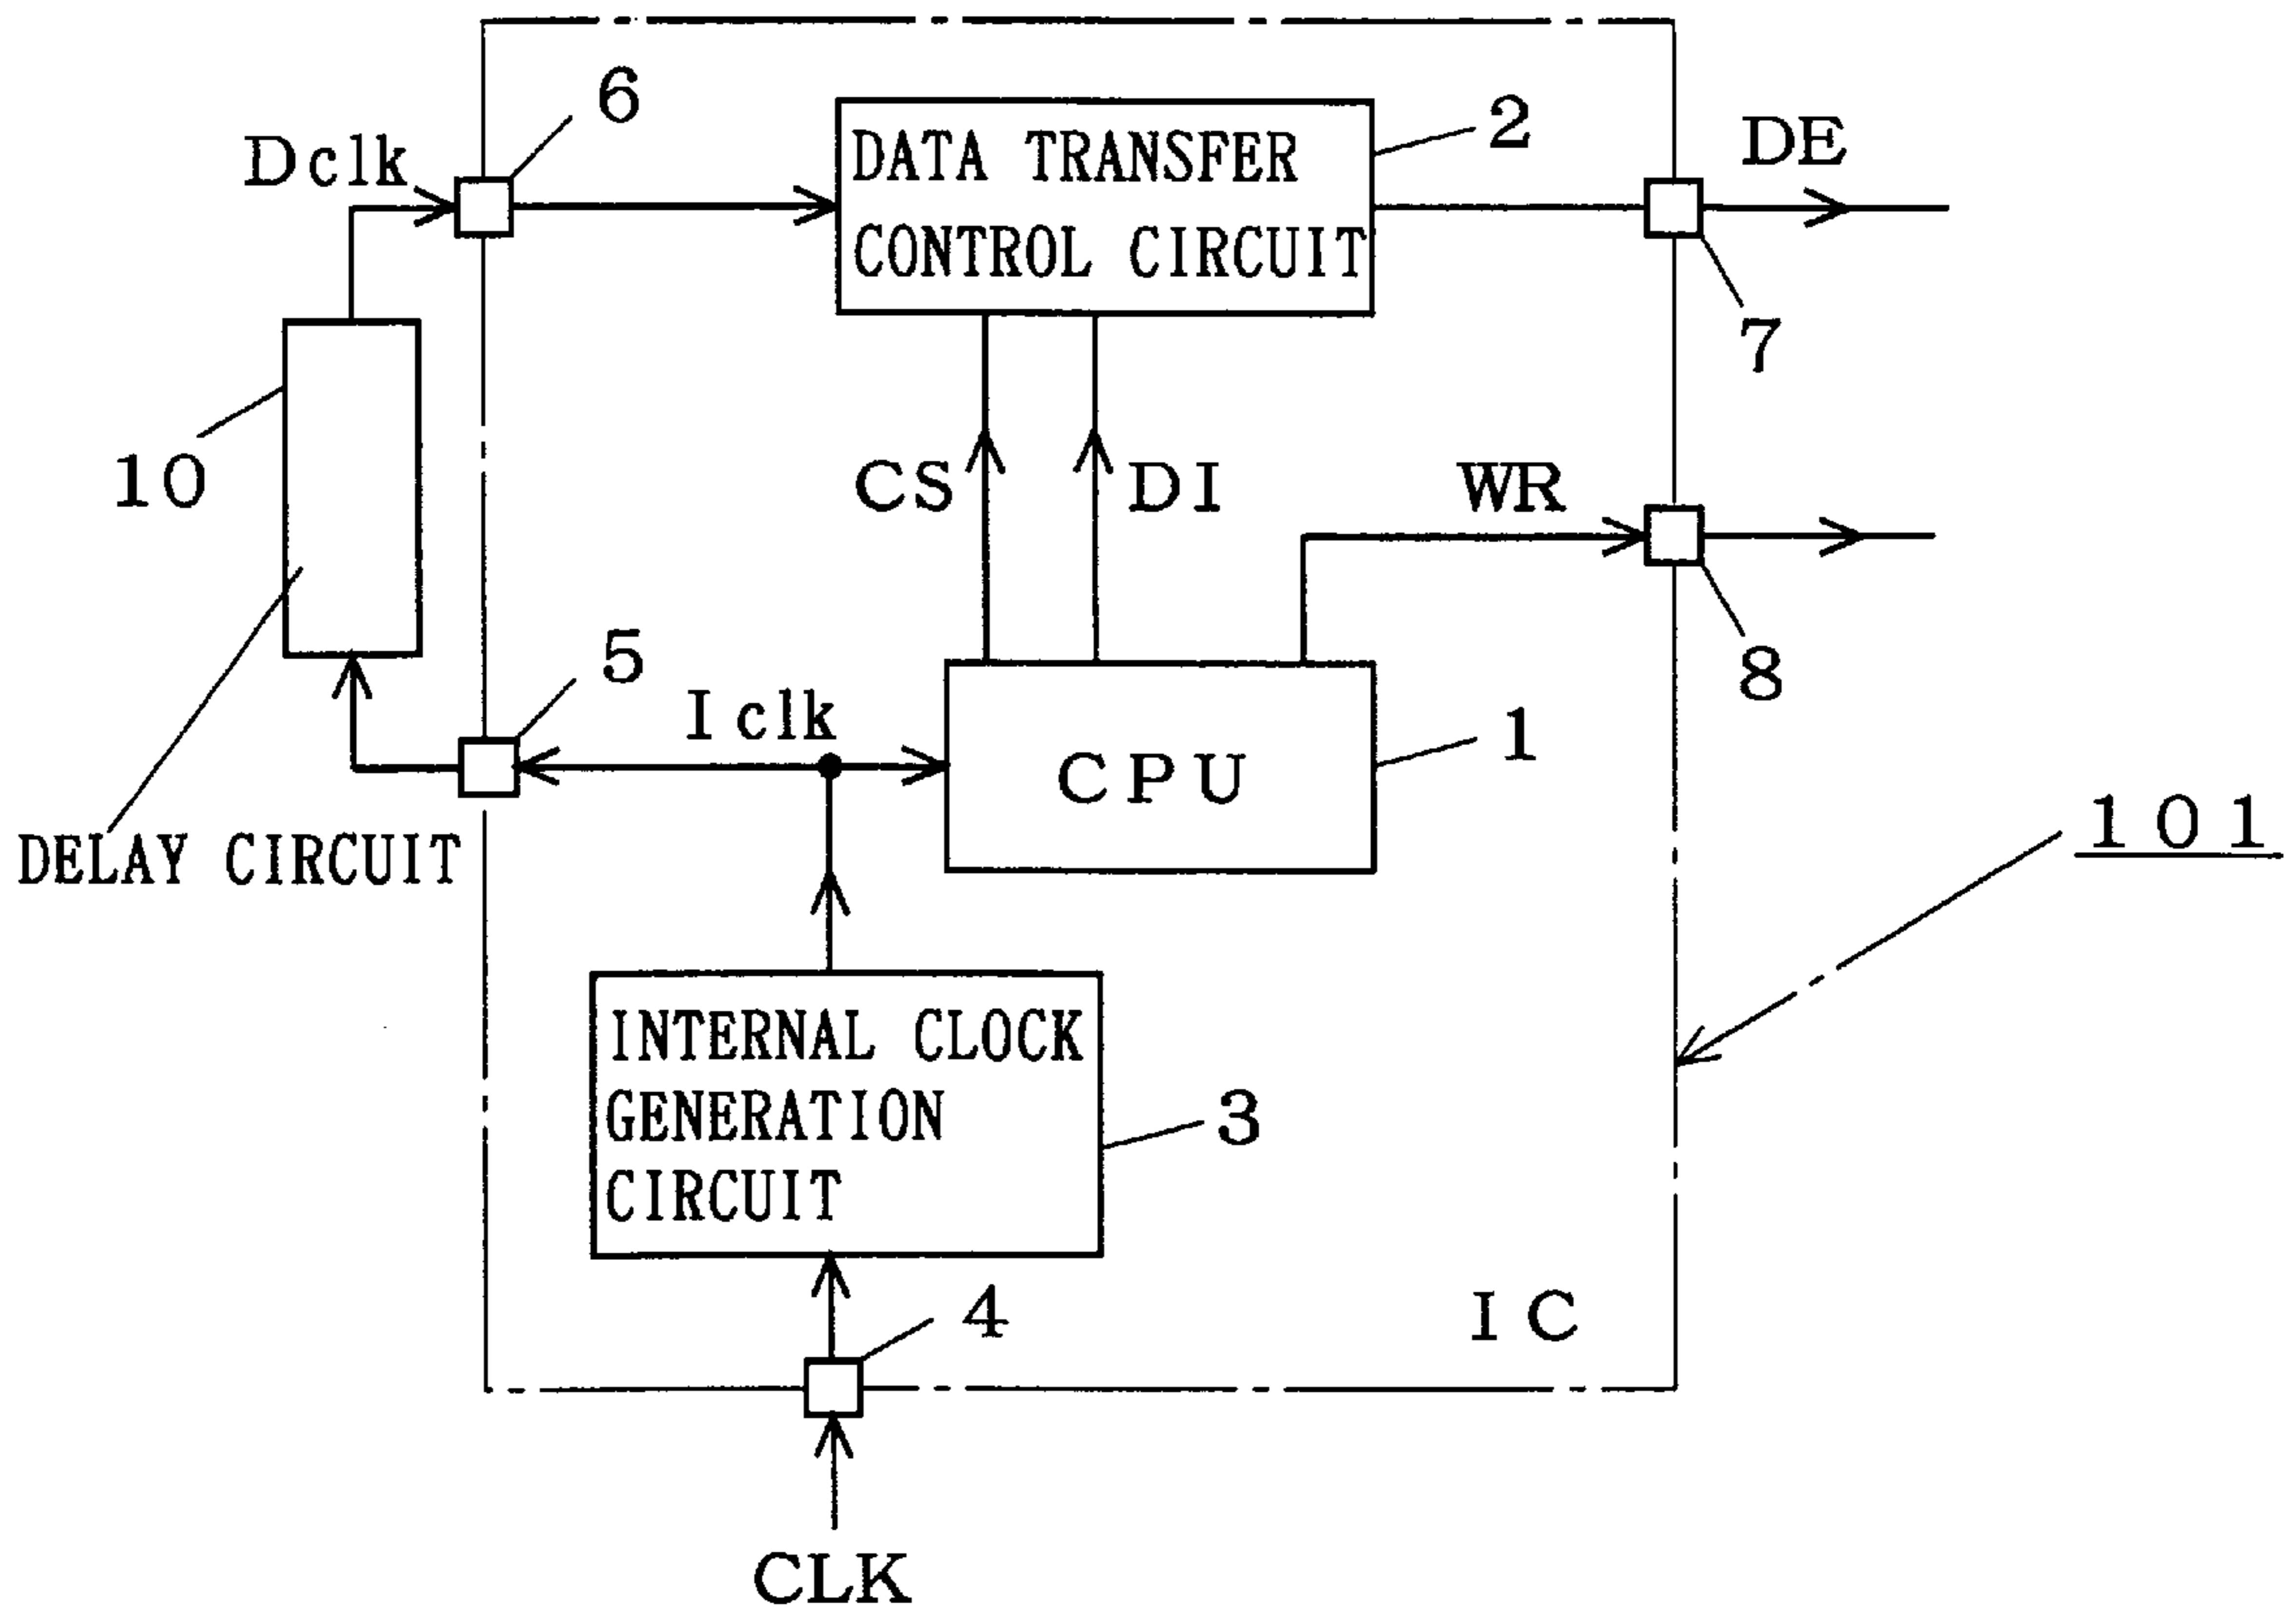 6
Dclk
DATA TRANSFER
CONTROL CIRCUIT
2
DE
7
10
CS
DI
WR
8
5
Iclk
CPU
1
DELAY CIRCUIT
101
INTERNAL CLOCK
GENERATION
CIRCUIT
3
4
IC
CLK